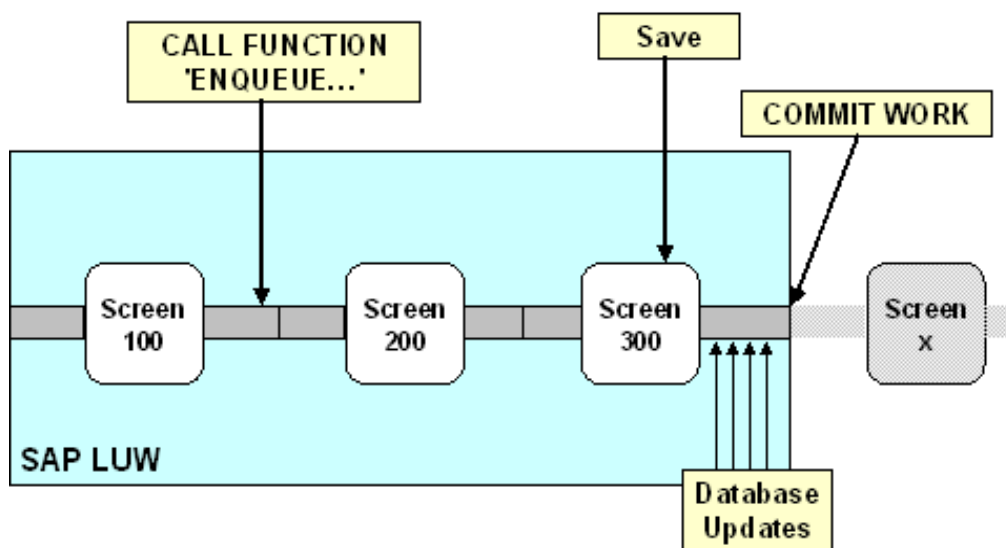 CALL FUNCTION
'ENQUEUE...'
Save
COMMIT WORK
Screen
100
Screen
200
Screen
300
Screen
x
SAP LUW
Database
Updates